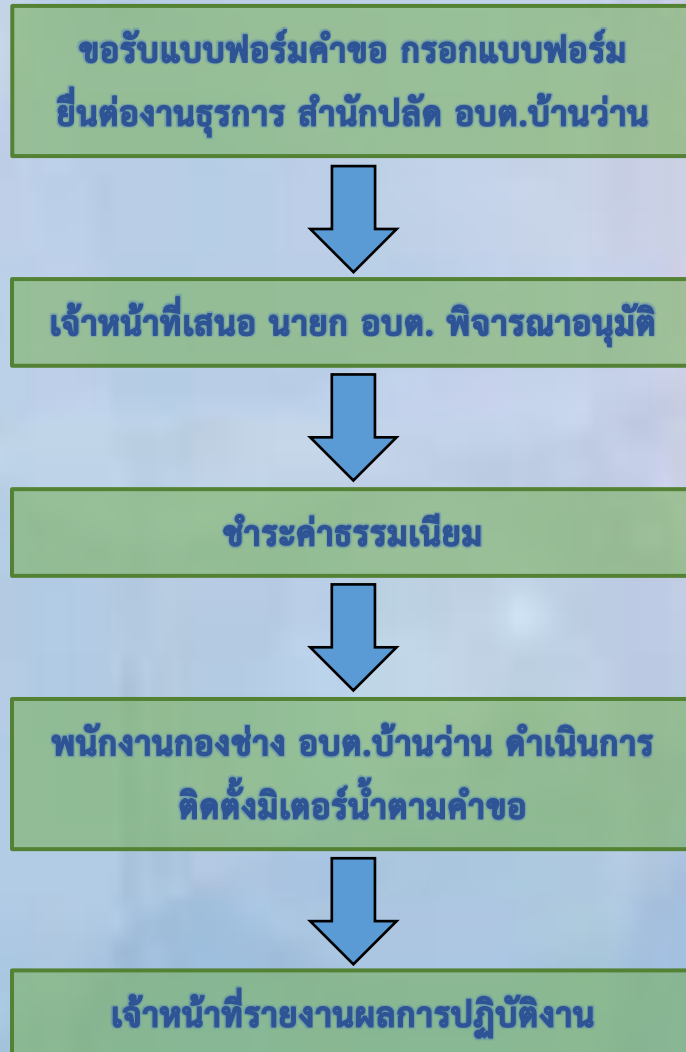 ขอรับแบบฟอร์มคำขอ กรอกแบบฟอร์ม
ยื่นต่องานธุรการ สำนักปลัด อบต.บ้านว่าน
เจ้าหน้าที่เสนอ นายก อบต. พิจารณาอนุมัติ
ชำระค่าธรรมเนียม
พนักงานกองช่าง อบต.บ้านว่าน ดำเนินการ
ติดตั้งมิเตอร์น้ำตามคำขอ
เจ้าหน้าที่รายงานผลการปฏิบัติงาน